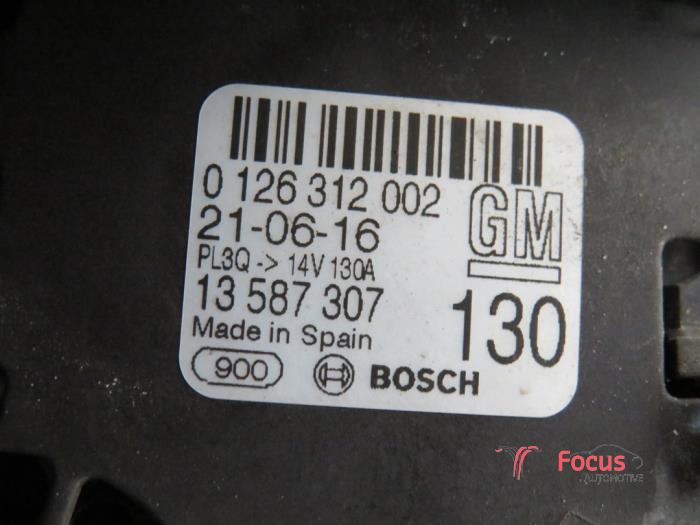 0 126 312 002
21-06-16
GM
PL3Q -> 14V 130A
13 587 307
130
Made in Spain
900
BOSCH
Focus
AUTOMOTIVE